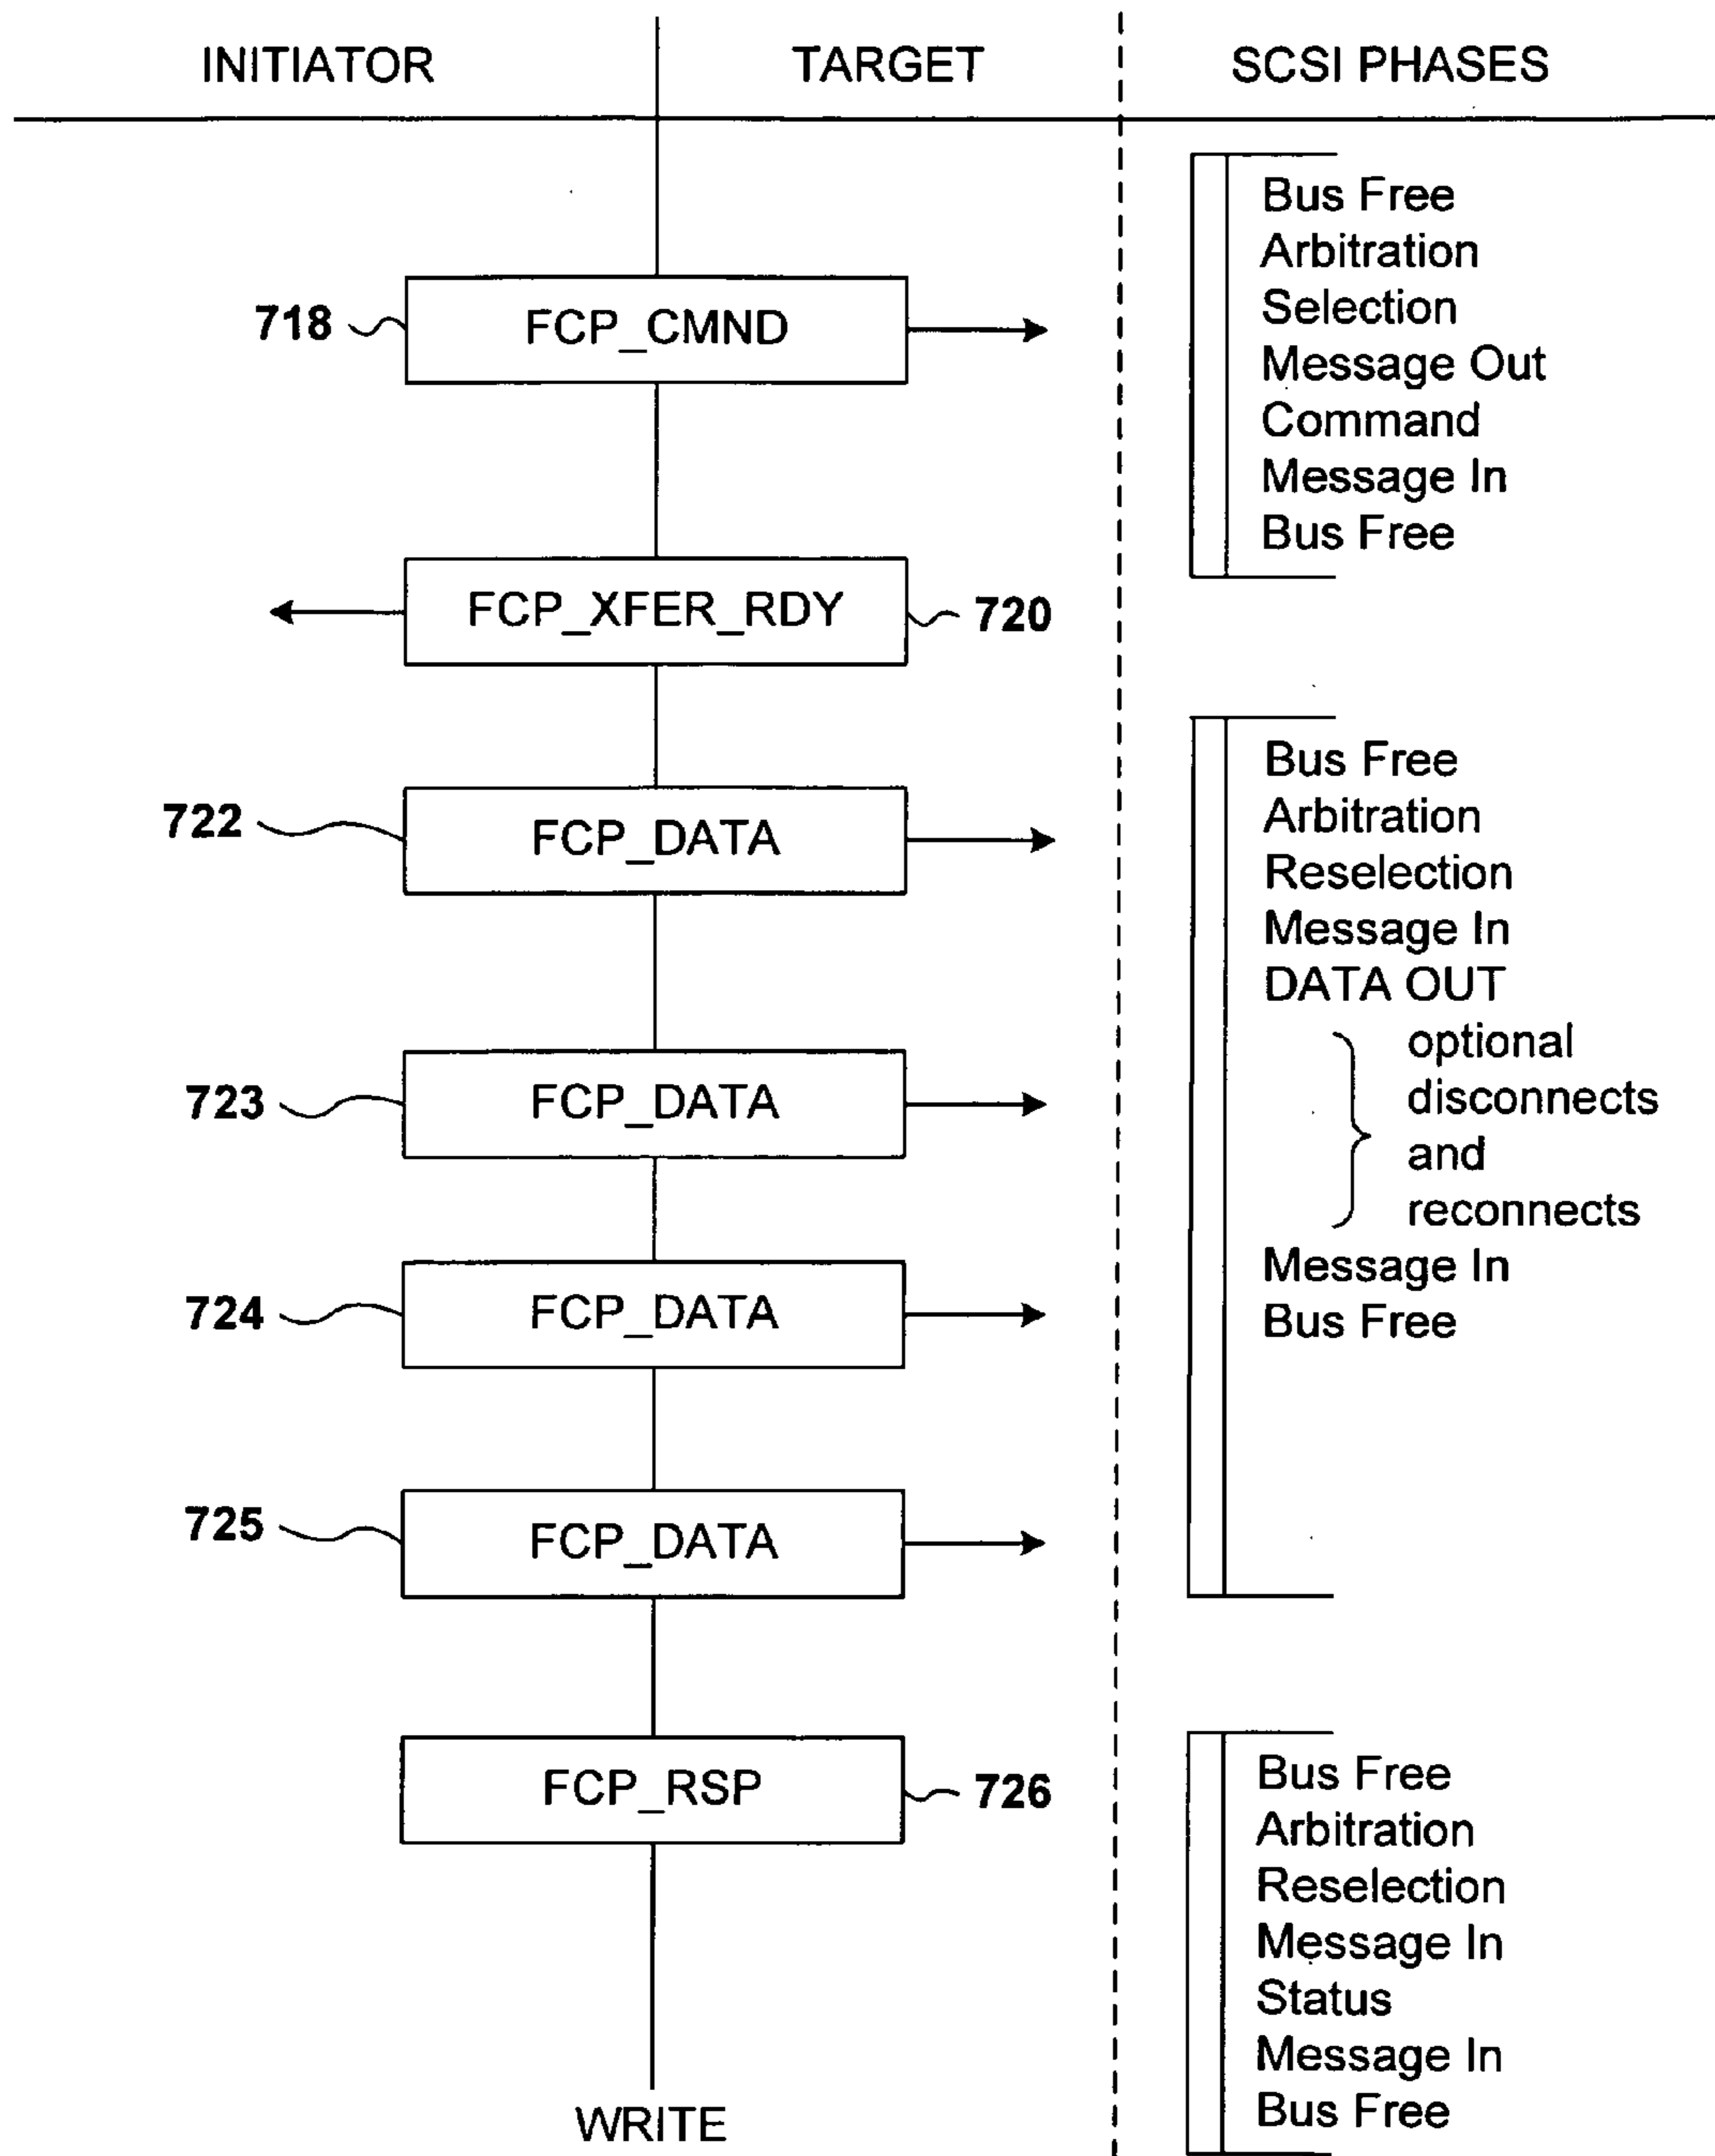 INITIATOR
TARGET
SCSI PHASES
718
FCP_CMND
720
FCP_XFER_RDY
722
FCP_DATA
723
FCP_DATA
724
FCP_DATA
725
FCP_DATA
FCP_RSP
726
WRITE
Bus Free
Arbitration
Selection
Message Out
Command
Message In
Bus Free
Bus Free
Arbitration
Reselection
Message In
DATA OUT
optional
disconnects
and
reconnects
Message In
Bus Free
Bus Free
Arbitration
Reselection
Message In
Status
Message In
Bus Free